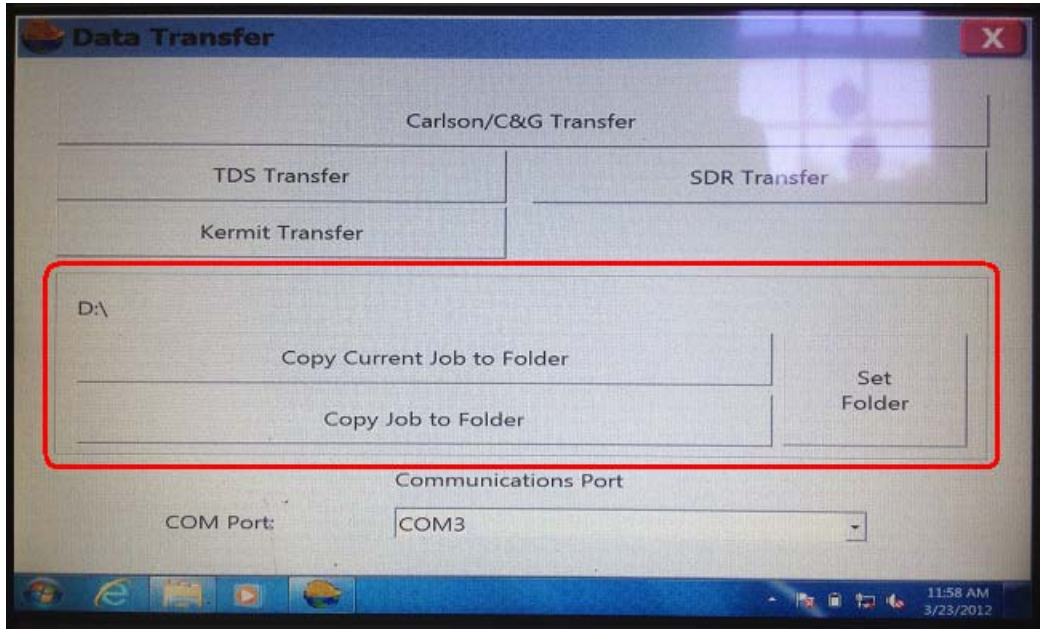 Data Transfer
X
Carlson/C&G Transfer
TDS Transfer
SDR Transfer
Kermit Transfer
D:\
Copy Current Job to Folder
Set
Folder
Copy Job to Folder
Communications Port
COM Port:
COM3
11:58 AM
3/23/2012